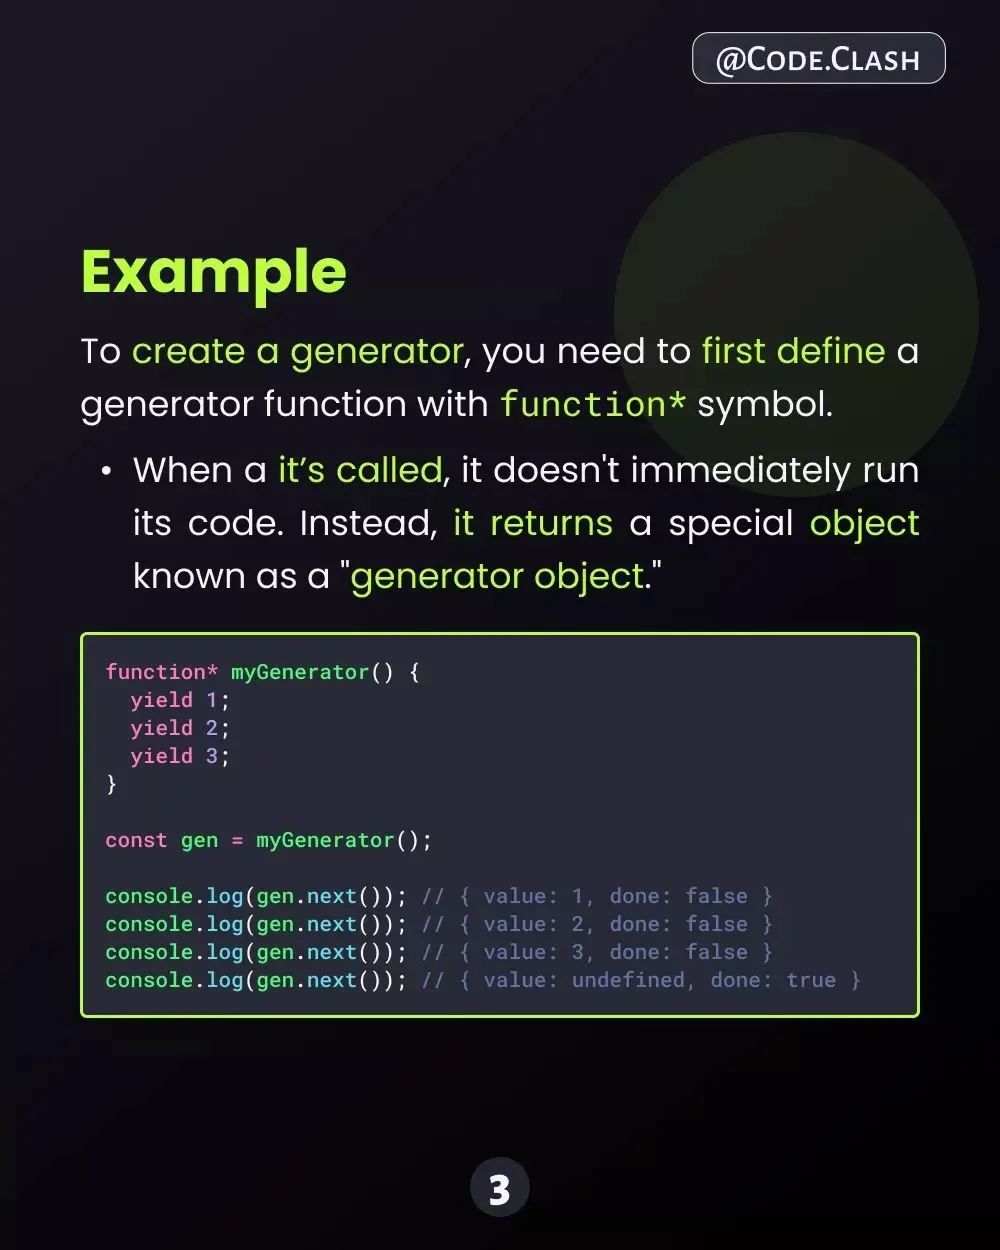 @Code.Clash
Example
To create a generator, you need to first define a
generator function with function* symbol.
• When a it’s called, it doesn't immediately run
its code. Instead, it returns a special object
known as a "generator object."
function* myGenerator() {
  yield 1;
  yield 2;
  yield 3;
}
const gen = myGenerator();
console.log(gen.next()); // { value: 1, done: false }
console.log(gen.next()); // { value: 2, done: false }
console.log(gen.next()); // { value: 3, done: false }
console.log(gen.next()); // { value: undefined, done: true }
3